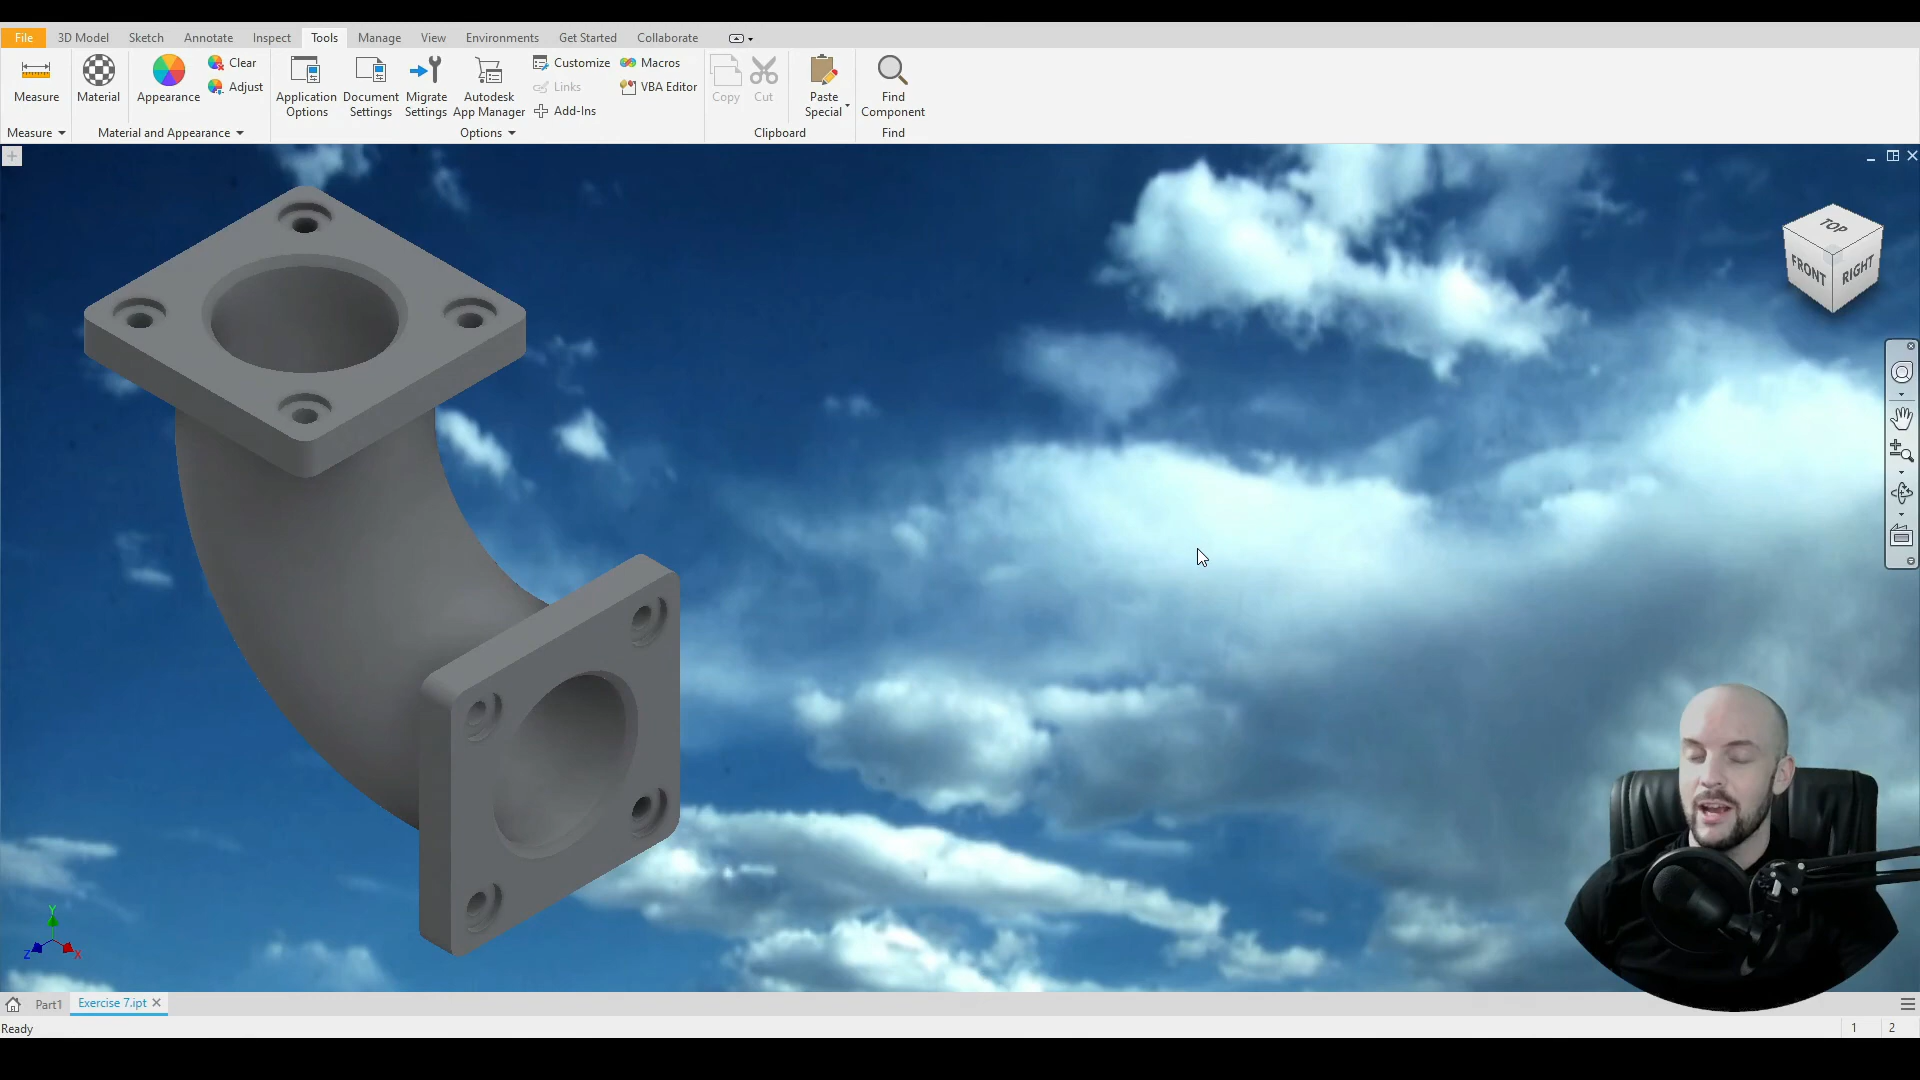 File 3D Model Sketch Annotate Inspect Tools Manage View Environments Get Started Collaborate
Measure
Material
Appearance
Clear
Adjust
Application Options
Document Settings
Migrate Settings
Autodesk App Manager
Customize
Links
Add-Ins
Macros
VBA Editor
Copy
Cut
Paste Special
Find Component
Measure Material and Appearance Options Clipboard Find
TOP
FRONT
RIGHT
Y
Z
X
Part1 Exercise 7.ipt
Ready
1 2